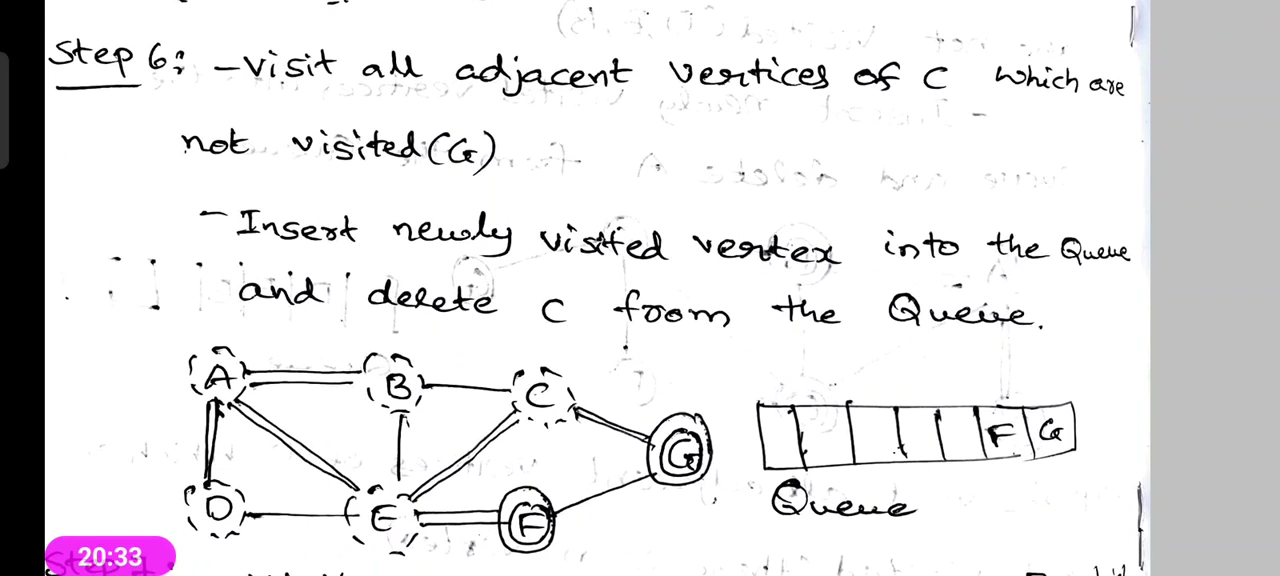 Step 6: - visit all adjacent vertices of C which are
not visited (G)
- Insert newly visited vertex into the Queue
and delete C from the Queue.
A B C
G
F G
D E F
Queue
20:33